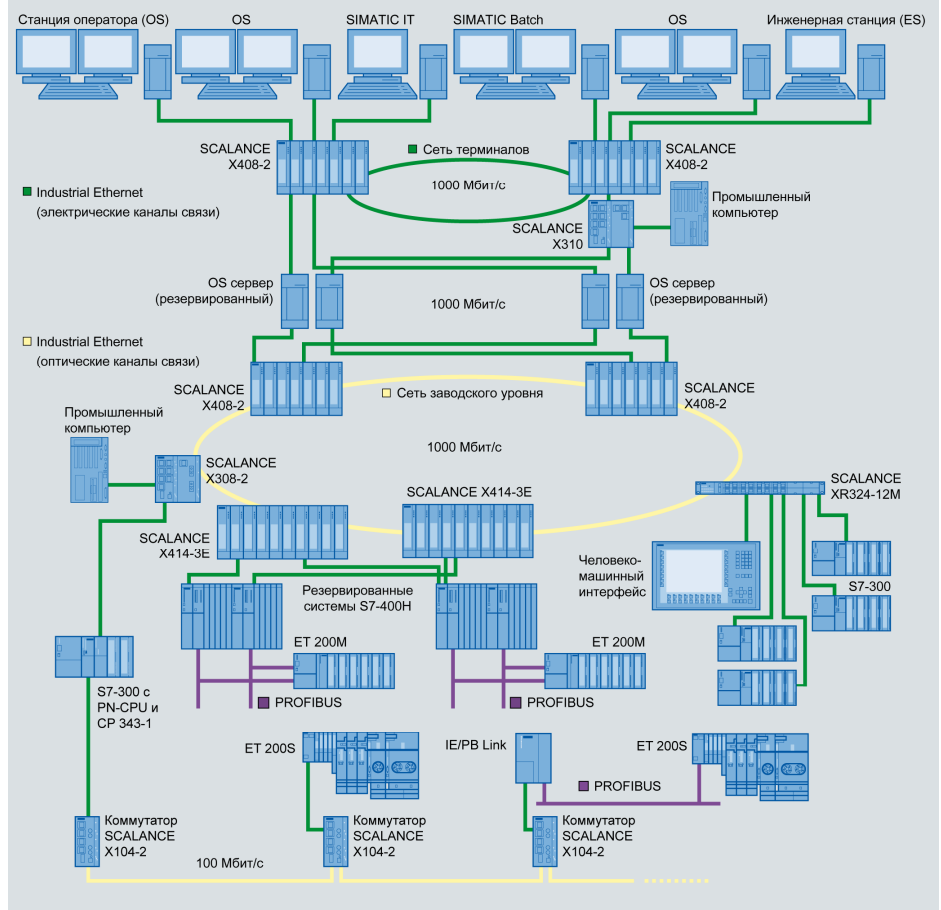 Станция оператора (OS)
OS
SIMATIC IT
SIMATIC Batch
OS
Инженерная станция (ES)
SCALANCE
X408-2
Сеть терминалов
SCALANCE
X408-2
1000 Мбит/с
Industrial Ethernet
(электрические каналы связи)
Промышленный
компьютер
SCALANCE
X310
OS сервер
(резервированный)
1000 Мбит/с
OS сервер
(резервированный)
Industrial Ethernet
(оптические каналы связи)
SCALANCE
X408-2
Сеть заводского уровня
SCALANCE
X408-2
Промышленный
компьютер
1000 Мбит/с
SCALANCE
X308-2
SCALANCE
XR324-12M
SCALANCE X414-3E
SCALANCE
X414-3E
Человеко-
машинный
интерфейс
S7-300
Резервированные
системы S7-400H
ET 200M
ET 200M
S7-300 с
PN-CPU и
CP 343-1
PROFIBUS
PROFIBUS
ET 200S
IE/PB Link
ET 200S
PROFIBUS
Коммутатор
SCALANCE
X104-2
Коммутатор
SCALANCE
X104-2
Коммутатор
SCALANCE
X104-2
100 Мбит/с